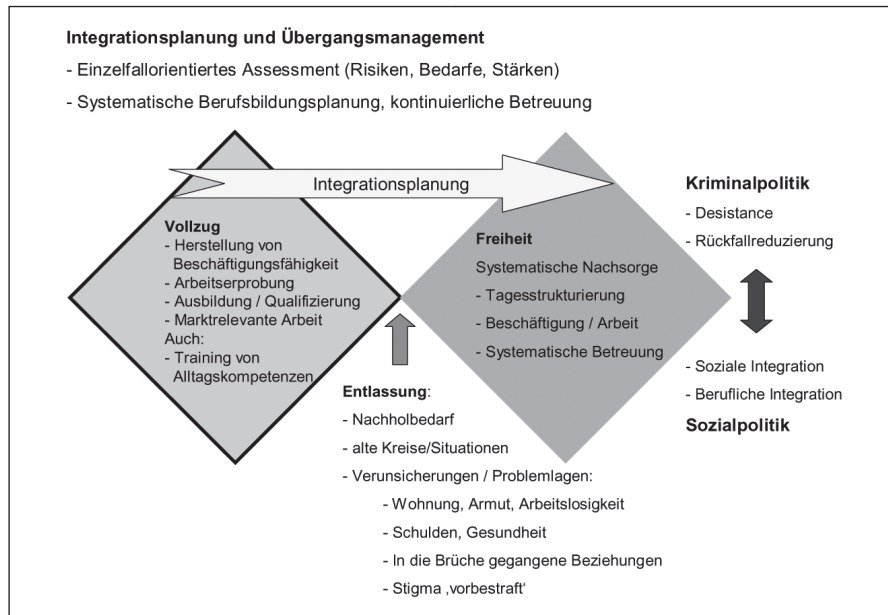 Integrationsplanung und Übergangsmanagement
- Einzelfallorientiertes Assessment (Risiken, Bedarfe, Stärken)
- Systematische Berufsbildungsplanung, kontinuierliche Betreuung
Integrationsplanung
Vollzug
- Herstellung von
Beschäftigungsfähigkeit
- Arbeitserprobung
- Ausbildung / Qualifizierung
- Marktrelevante Arbeit
Auch:
- Training von
Alltagskompetenzen
Entlassung:
- Nachholbedarf
- alte Kreise/Situationen
- Verunsicherungen / Problemlagen:
- Wohnung, Armut, Arbeitslosigkeit
- Schulden, Gesundheit
- In die Brüche gegangene Beziehungen
- Stigma ‚vorbestraft‘
Freiheit
Systematische Nachsorge
- Tagesstrukturierung
- Beschäftigung / Arbeit
- Systematische Betreuung
Kriminalpolitik
- Desistance
- Rückfallreduzierung
- Soziale Integration
- Berufliche Integration
Sozialpolitik